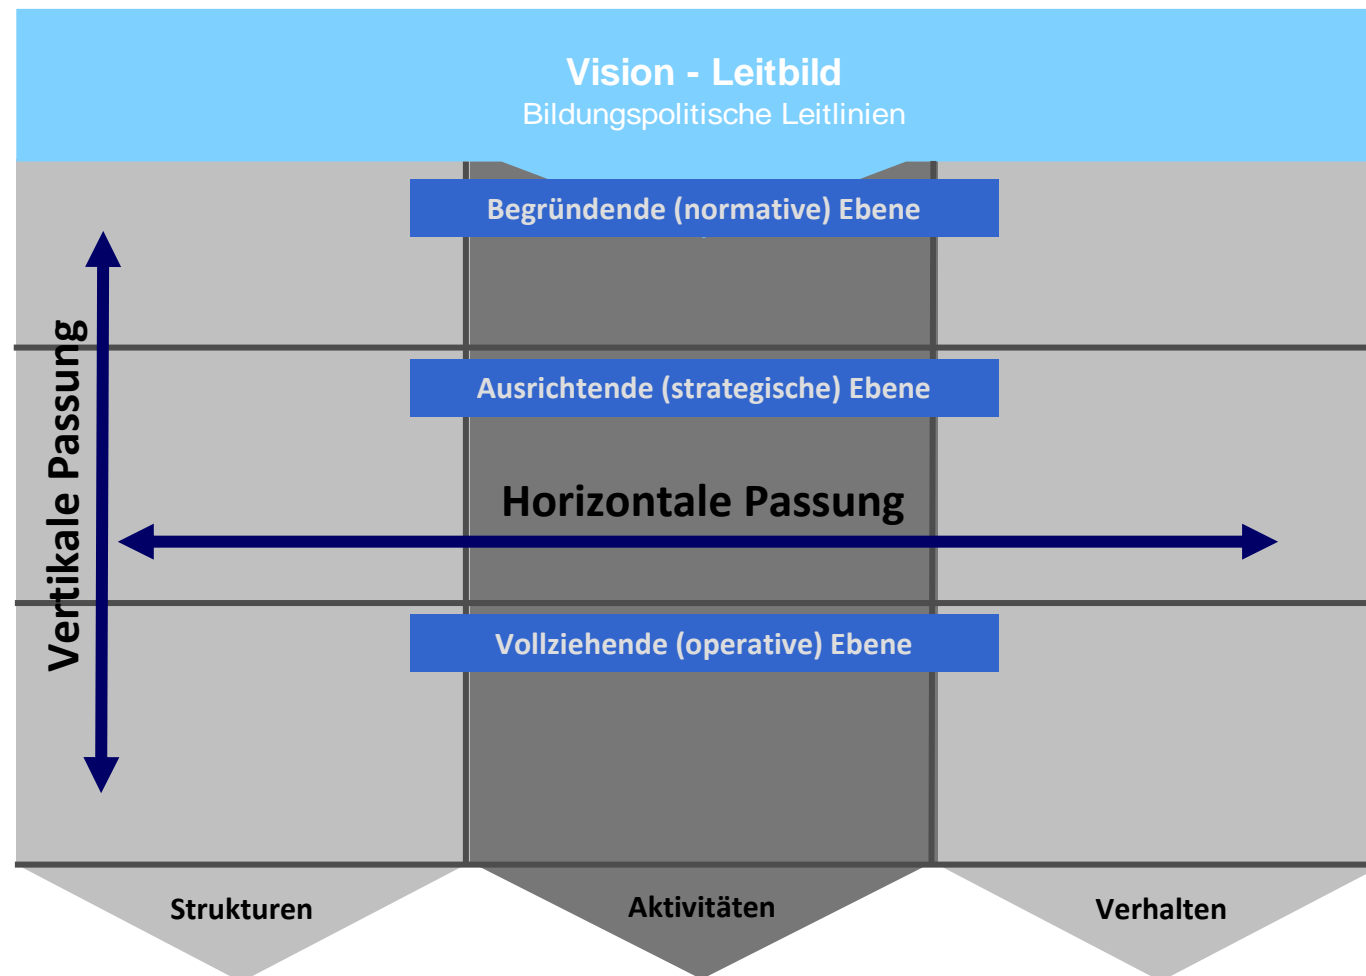 Vision - Leitbild
Bildungspolitische Leitlinien
Begründende (normative) Ebene
Ausrichtende (strategische) Ebene
Vertikale Passung
Horizontale Passung
Vollziehende (operative) Ebene
Strukturen
Aktivitäten
Verhalten